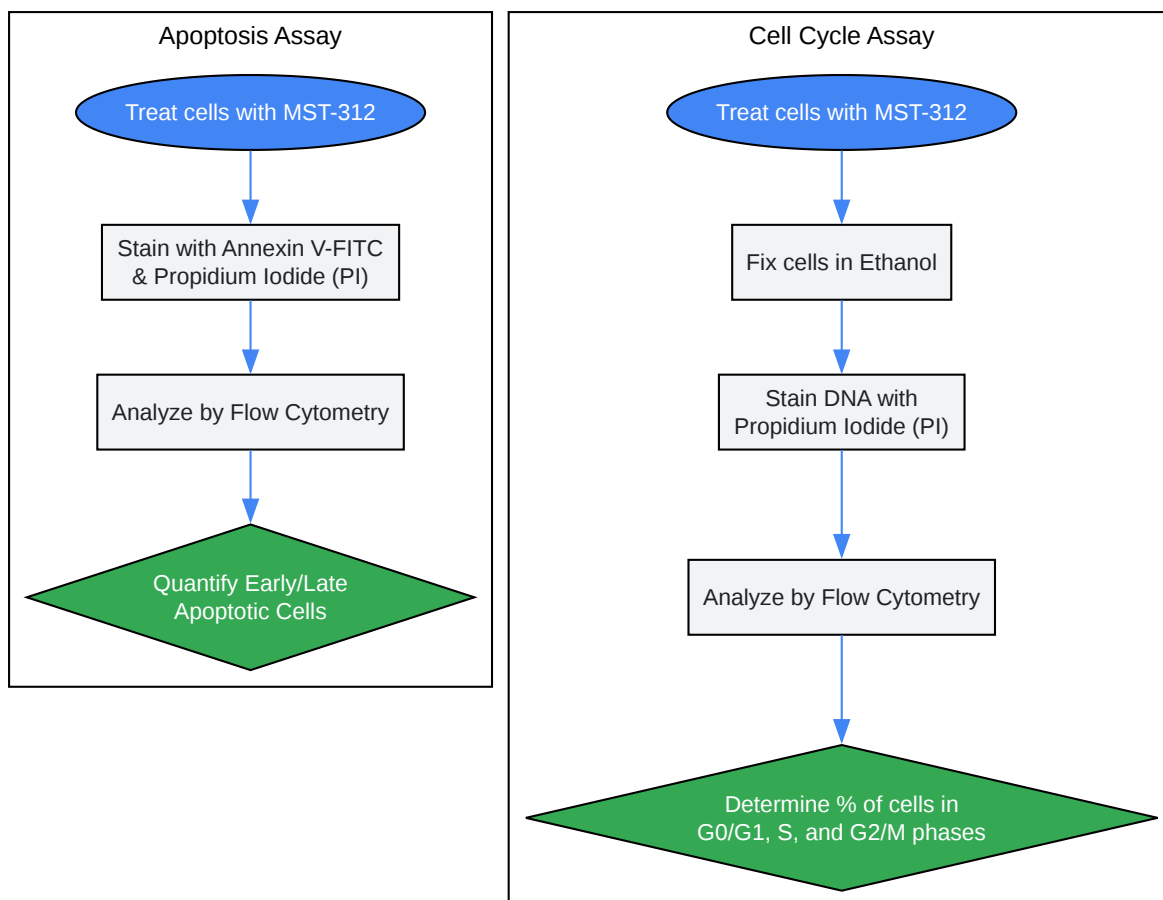 Apoptosis Assay
Treat cells with MST-312
Stain with Annexin V-FITC
& Propidium Iodide (PI)
Analyze by Flow Cytometry
Quantify Early/Late
Apoptotic Cells
Cell Cycle Assay
Treat cells with MST-312
Fix cells in Ethanol
Stain DNA with
Propidium Iodide (PI)
Analyze by Flow Cytometry
Determine % of cells in
G0/G1, S, and G2/M phases